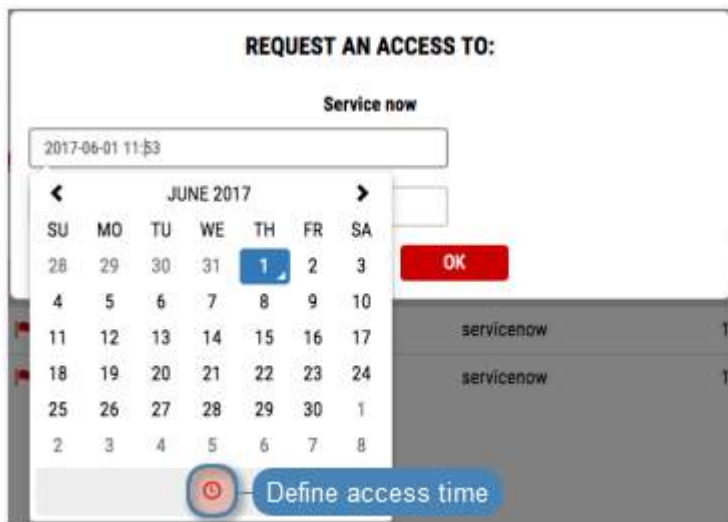 REQUEST AN ACCESS TO:
Service now
2017-06-01 11:53
JUNE 2017
SU MO TU WE TH FR SA
28 29 30 31 1 2 3
OK
4 5 6 7 8 9 10
11 12 13 14 15 16 17 servicenow 1
18 19 20 21 22 23 24 servicenow 1
25 26 27 28 29 30 1
2 3 4 5 6 7 8
Define access time